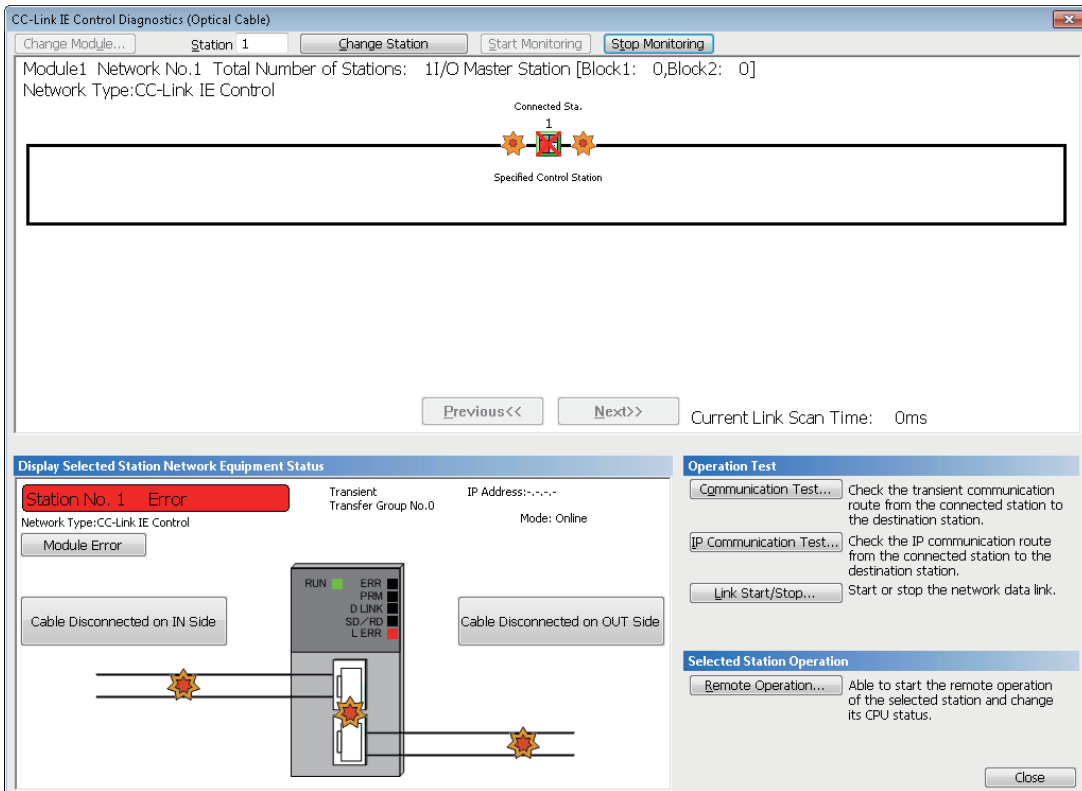 CC-Link IE Control Diagnostics (Optical Cable)
Change Module... Station 1 Change Station Start Monitoring Stop Monitoring
Module1 Network No.1 Total Number of Stations: 1I/O Master Station [Block1: 0,Block2: 0]
Network Type:CC-Link IE Control
Connected Sta.
1
Specified Control Station
Previous<< Next>> Current Link Scan Time: 0ms
Display Selected Station Network Equipment Status
Station No. 1 Error
Transient
Transfer Group No.0
IP Address:-.-.-.-
Mode: Online
Network Type:CC-Link IE Control
Module Error
Cable Disconnected on IN Side
RUN ERR
PRM
D LINK
SD/RD
L ERR
Cable Disconnected on OUT Side
Operation Test
Communication Test... Check the transient communication
route from the connected station to
the destination station.
IP Communication Test... Check the IP communication route
from the connected station to the
destination station.
Link Start/Stop... Start or stop the network data link.
Selected Station Operation
Remote Operation... Able to start the remote operation
of the selected station and change
its CPU status.
Close